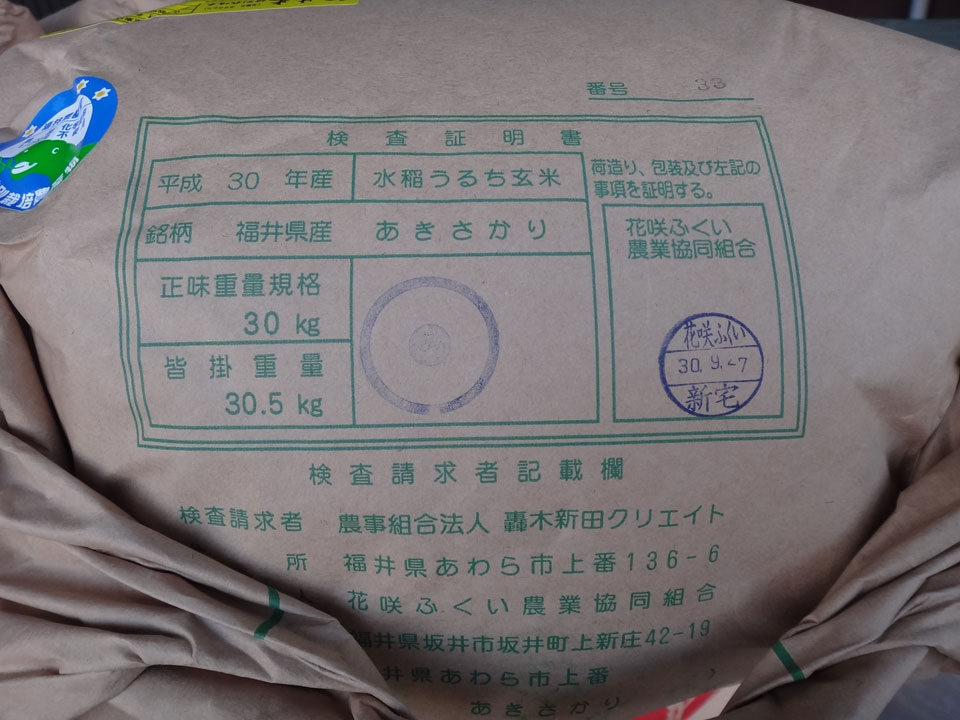 番号 33
検査証明書
平成 30 年産 水稲うるち玄米
銘柄 福井県産 あきさかり
正味重量規格
30 kg
皆掛重量
30.5 kg
荷造り、包装及び左記の
事項を証明する。
花咲ふくい
農業協同組合
花咲ふくい
30.9.27
新宅
検査請求者記載欄
検査請求者 農事組合法人 轟木新田クリエイト
所 福井県あわら市上番136-6
花咲ふくい農業協同組合
福井県坂井市坂井町上新庄42-19
井県あわら市上番
あきさかり